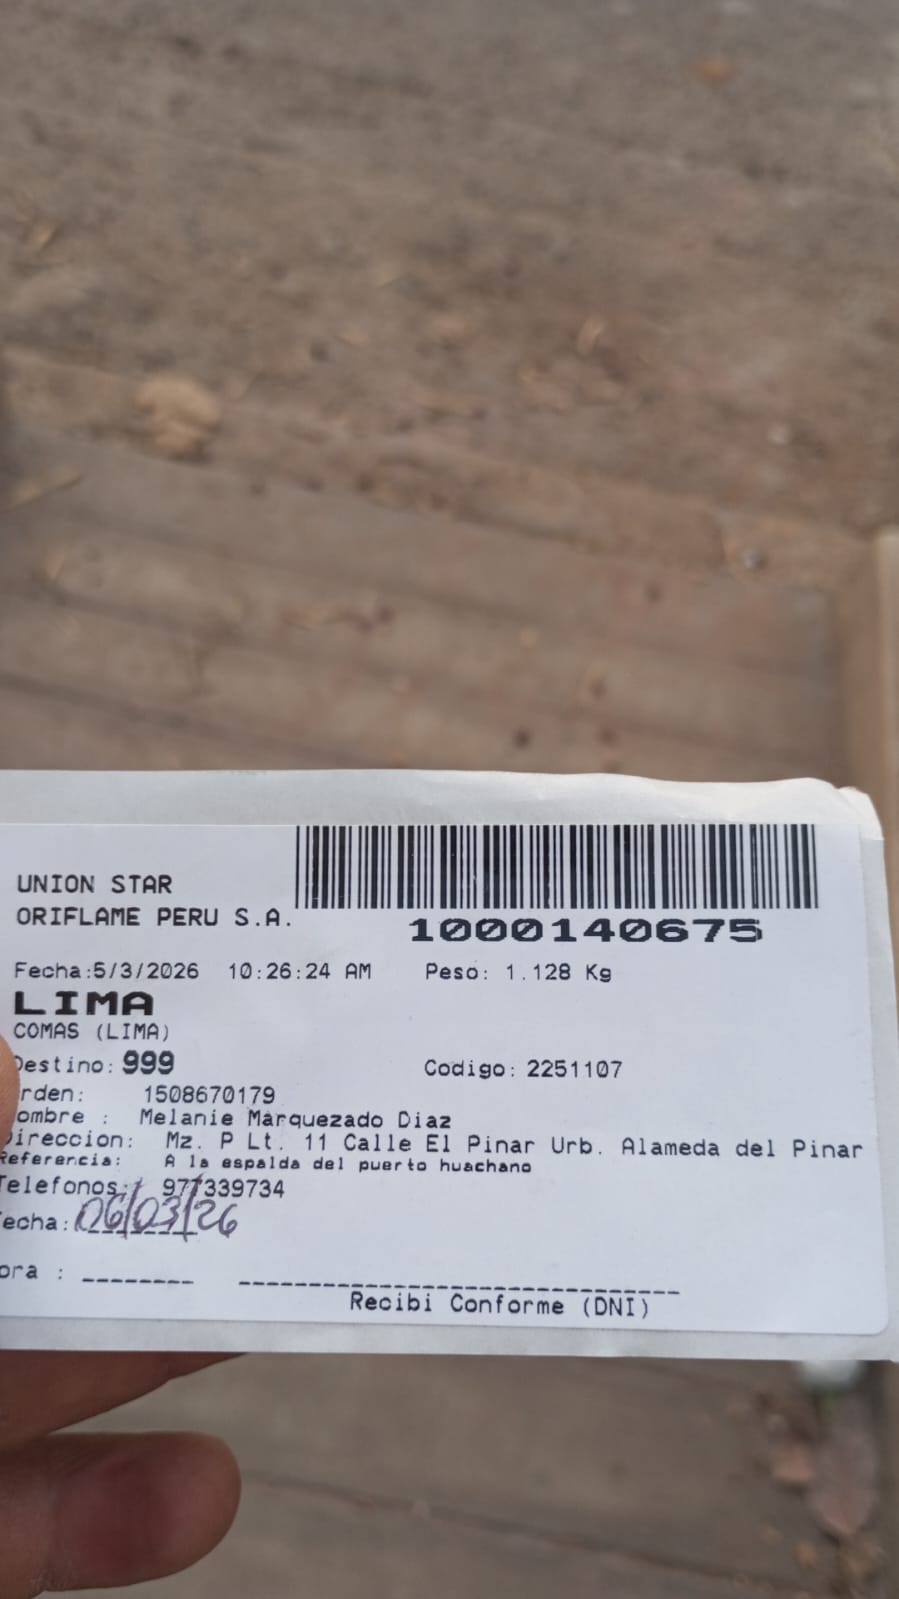 UNION STAR
ORIFLAME PERU S.A.
1000140675
Fecha:5/3/2026 10:26:24 AM Peso: 1.128 Kg
LIMA
COMAS (LIMA)
Destino: 999 Codigo: 2251107
rden: 1508670179
ombre : Melanie Marquezado Diaz
Direccion: Mz. P Lt. 11 Calle El Pinar Urb. Alameda del Pinar
Referencia: A la espalda del puerto huachano
Telefonos: 977339734
echa: 06/03/26
ora :
Recibi Conforme (DNI)